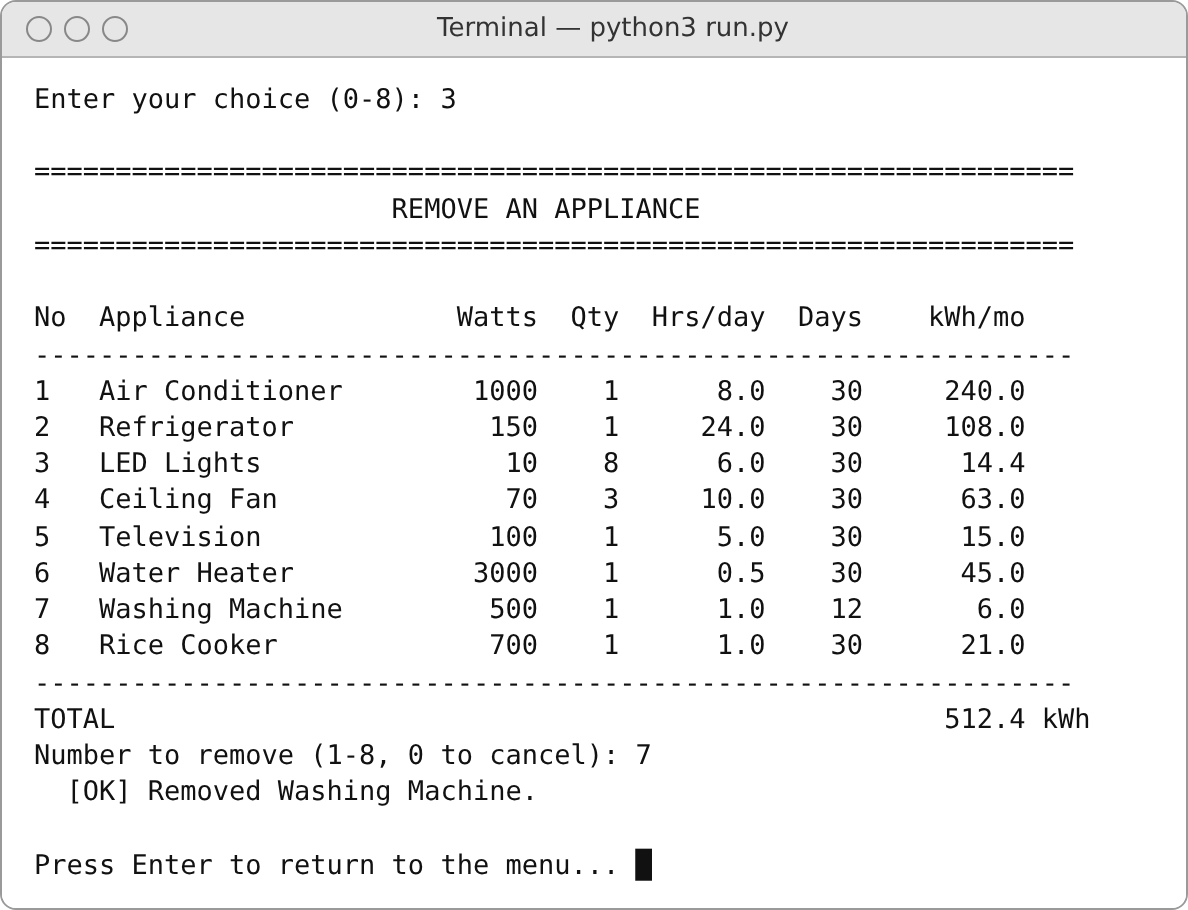 Terminal — python3 run.py
Enter your choice (0-8): 3
================================================================
                      REMOVE AN APPLIANCE
================================================================
No  Appliance             Watts  Qty  Hrs/day  Days    kWh/mo
----------------------------------------------------------------
1   Air Conditioner        1000    1      8.0    30     240.0
2   Refrigerator            150    1     24.0    30     108.0
3   LED Lights               10    8      6.0    30      14.4
4   Ceiling Fan              70    3     10.0    30      63.0
5   Television              100    1      5.0    30      15.0
6   Water Heater           3000    1      0.5    30      45.0
7   Washing Machine         500    1      1.0    12       6.0
8   Rice Cooker             700    1      1.0    30      21.0
----------------------------------------------------------------
TOTAL                                                   512.4 kWh
Number to remove (1-8, 0 to cancel): 7
  [OK] Removed Washing Machine.
Press Enter to return to the menu...